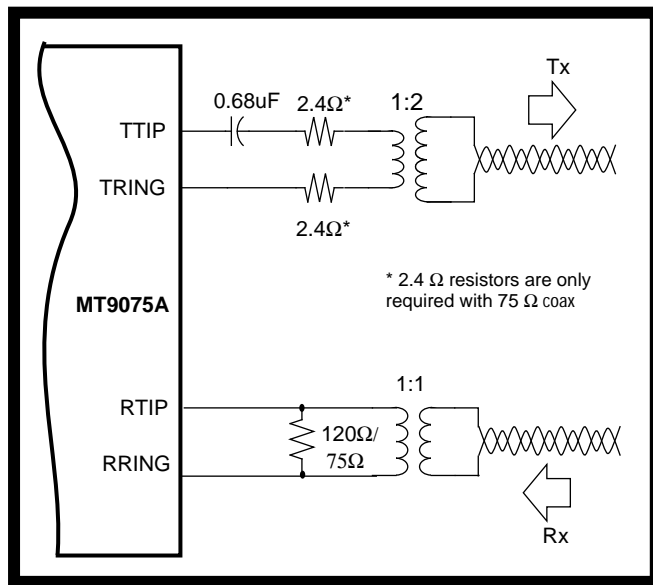 Tx
0.68uF
2.4Ω*
1:2
TTIP
TRING
2.4Ω*
* 2.4 Ω resistors are only
required with 75 Ω coax
MT9075A
1:1
RTIP
120Ω/
75Ω
RRING
Rx